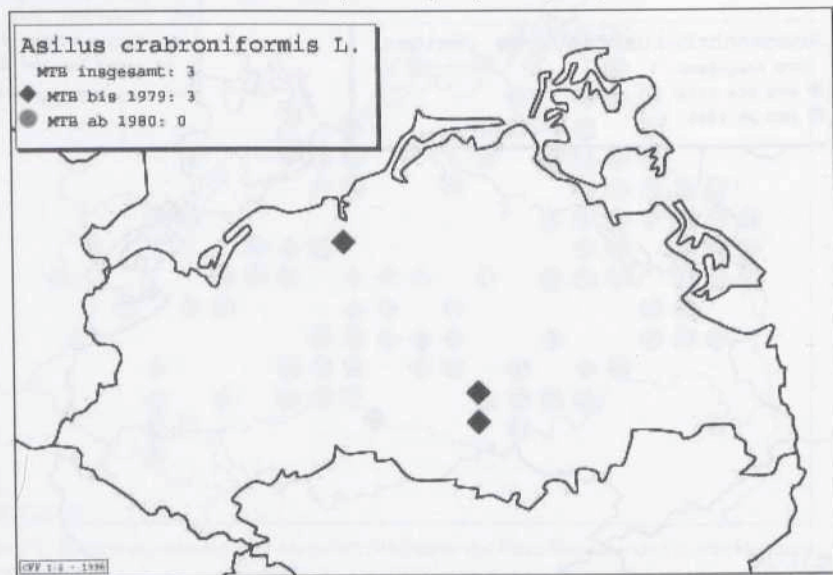 Asilus crabroniformis L.
MTB insgesamt: 3
MTB bis 1979: 3
MTB ab 1980: 0